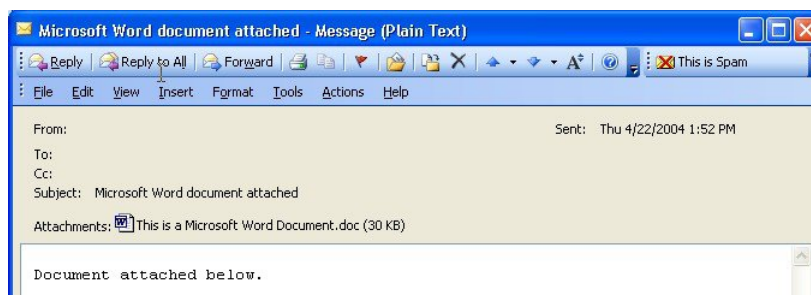 Microsoft Word document attached - Message (Plain Text)
Reply Reply to All Forward This is Spam
File Edit View Insert Format Tools Actions Help
From: Sent: Thu 4/22/2004 1:52 PM
To:
Cc:
Subject: Microsoft Word document attached
Attachments: This is a Microsoft Word Document.doc (30 KB)
Document attached below.